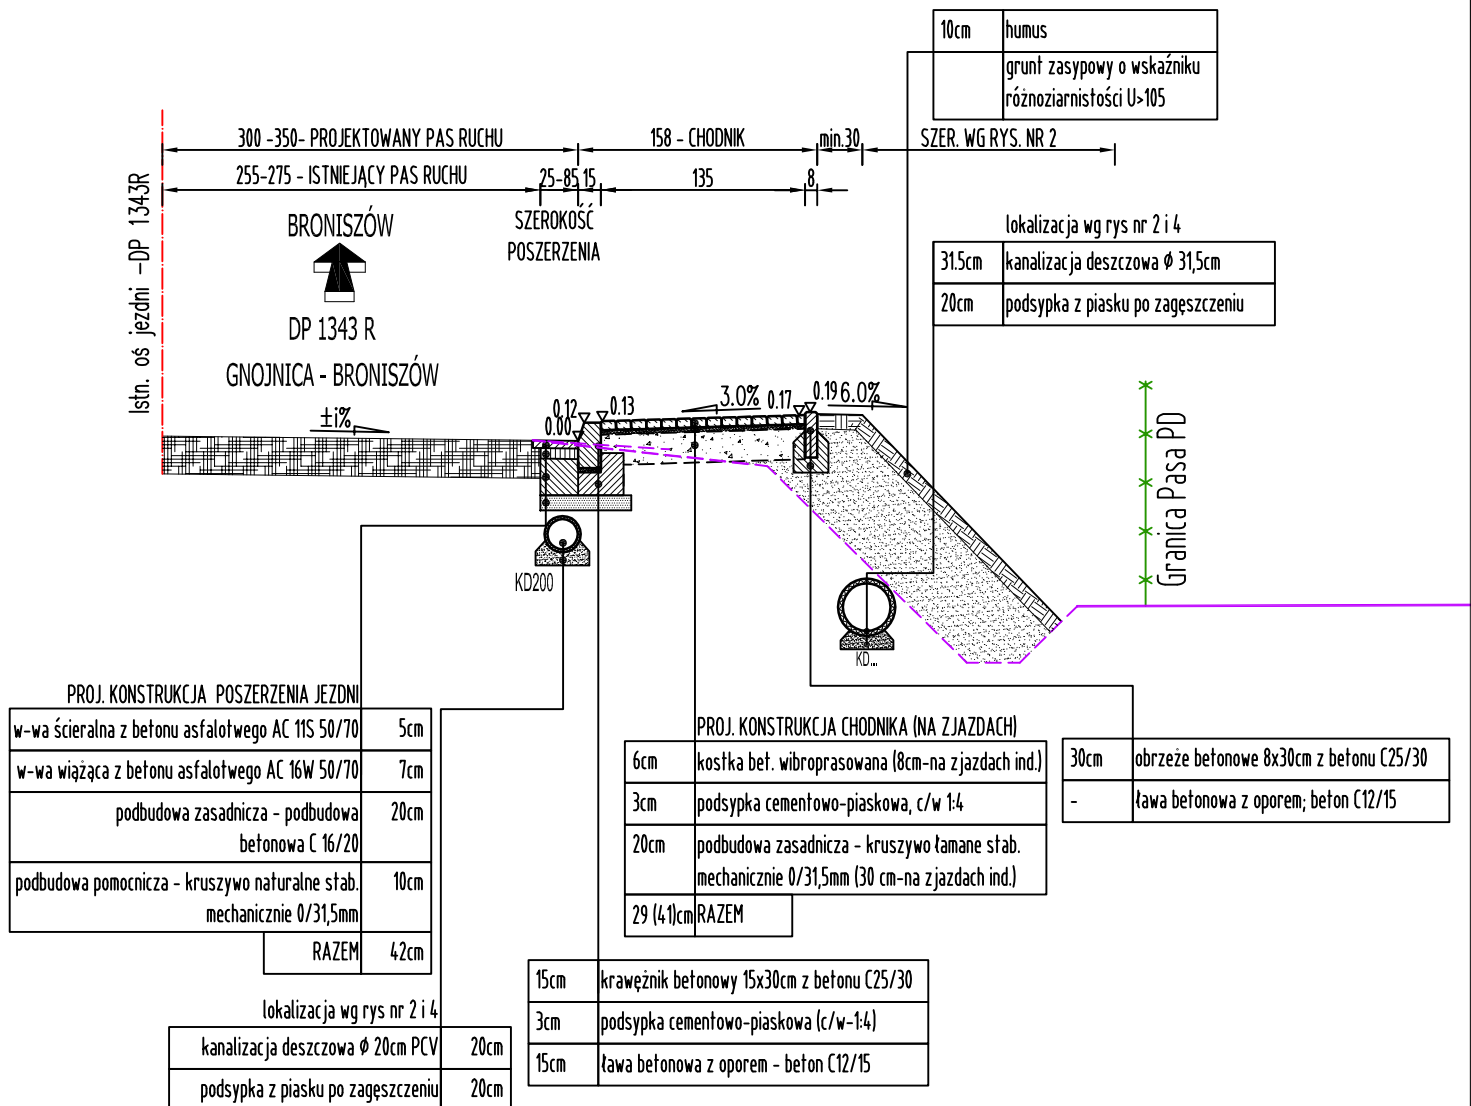 10cm humus
grunt zasypowy o wskaźniku
różnoziarnistości U>105
300 -350- PROJEKTOWANY PAS RUCHU
158 - CHODNIK
min.30
SZER. WG RYS. NR 2
255-275 - ISTNIEJĄCY PAS RUCHU
25-85
15
135
8
SZEROKOŚĆ
POSZERZENIA
Istn. oś jezdni -DP 1343R
BRONISZÓW
DP 1343 R
GNOJNICA - BRONISZÓW
±i%
lokalizacja wg rys nr 2 i 4
31.5cm kanalizacja deszczowa ϕ 31,5cm
20cm podsypka z piasku po zagęszczeniu
0.12
0.00
0.13
3.0%
0.17
0.19
6.0%
Granica Pasa PD
KD200
KD...
PROJ. KONSTRUKCJA POSZERZENIA JEZDNI
w-wa ścieralna z betonu asfalotwego AC 11S 50/70 5cm
w-wa wiążąca z betonu asfalotwego AC 16W 50/70 7cm
podbudowa zasadnicza - podbudowa 20cm
betonowa C 16/20
podbudowa pomocnicza - kruszywo naturalne stab. 10cm
mechanicznie 0/31,5mm
RAZEM 42cm
PROJ. KONSTRUKCJA CHODNIKA (NA ZJAZDACH)
6cm kostka bet. wibroprasowana (8cm-na zjazdach ind.)
3cm podsypka cementowo-piaskowa, c/w 1:4
20cm podbudowa zasadnicza - kruszywo łamane stab.
mechanicznie 0/31,5mm (30 cm-na zjazdach ind.)
29 (41)cm RAZEM
30cm obrzeże betonowe 8x30cm z betonu C25/30
- ława betonowa z oporem; beton C12/15
15cm krawężnik betonowy 15x30cm z betonu C25/30
3cm podsypka cementowo-piaskowa (c/w-1:4)
15cm ława betonowa z oporem - beton C12/15
lokalizacja wg rys nr 2 i 4
kanalizacja deszczowa ϕ 20cm PCV 20cm
podsypka z piasku po zagęszczeniu 20cm